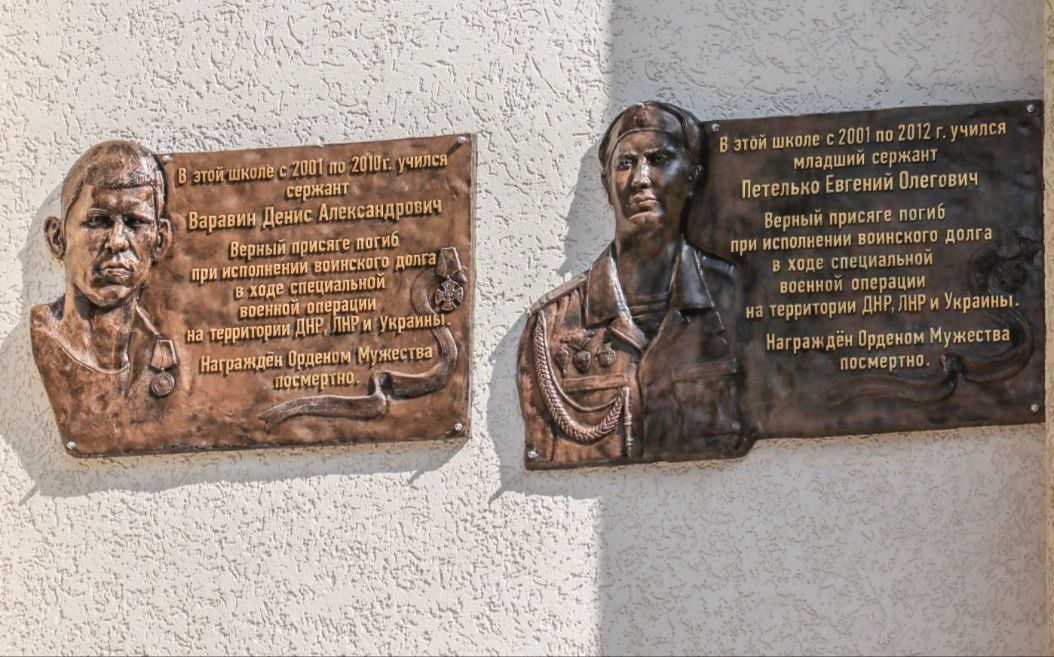 В этой школе с 2001 по 2010г. учился
сержант
Варавин Денис Александрович
Верный присяге погиб
при исполнении воинского долга
в ходе специальной
военной операции
на территории ДНР, ЛНР и Украины.
Награждён Орденом Мужества
посмертно.
В этой школе с 2001 по 2012 г. учился
младший сержант
Петелько Евгений Олегович
Верный присяге погиб
при исполнении воинского долга
в ходе специальной
военной операции
на территории ДНР, ЛНР и Украины.
Награждён Орденом Мужества
посмертно.